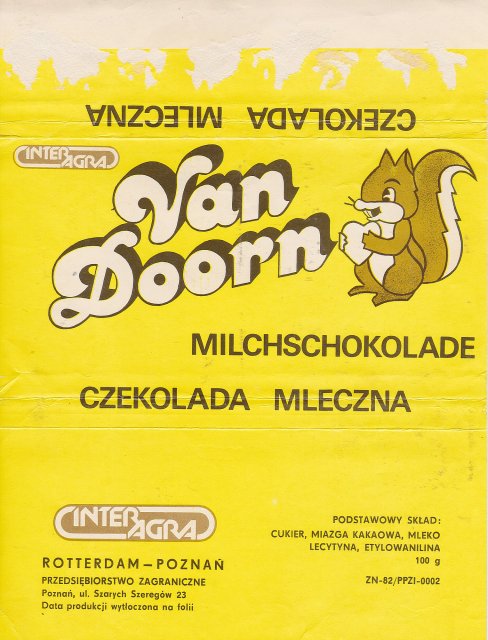 CZEKOLADA MLECZNA
INTER AGRA
Van
Doorn
MILCHSCHOKOLADE
CZEKOLADA MLECZNA
INTER AGRA
ROTTERDAM – POZNAŃ
PRZEDSIĘBIORSTWO ZAGRANICZNE
Poznań, ul. Szarych Szeregów 23
Data produkcji wytłoczona na folii
PODSTAWOWY SKŁAD:
CUKIER, MIAZGA KAKAOWA, MLEKO
LECYTYNA, ETYLOWANILINA
100 g
ZN-82/PPZI-0002